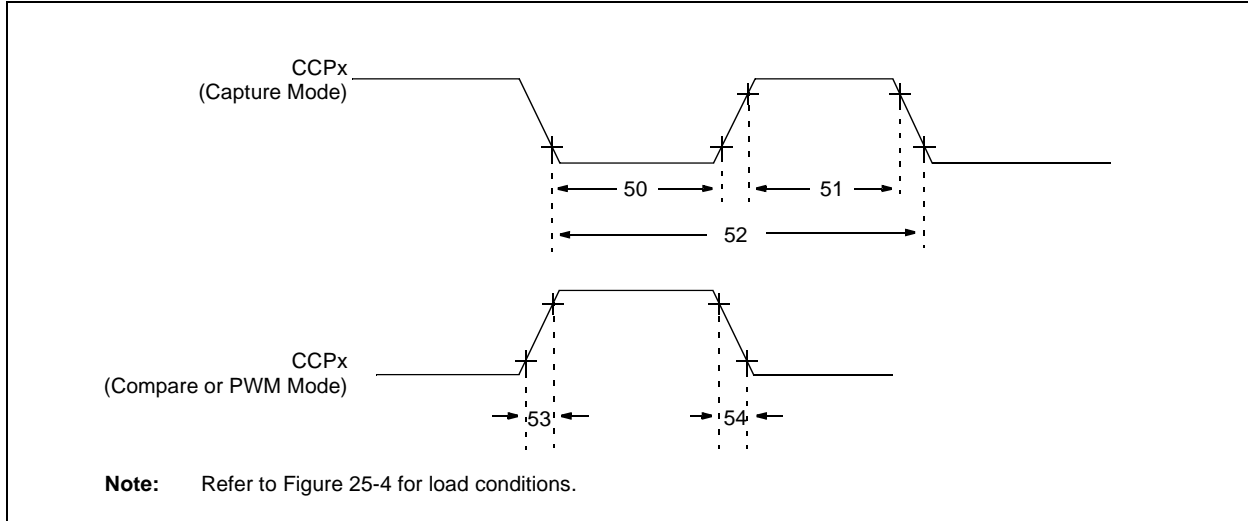 CCPx
(Capture Mode)
50
51
52
CCPx
(Compare or PWM Mode)
53
54
Note: Refer to Figure 25-4 for load conditions.